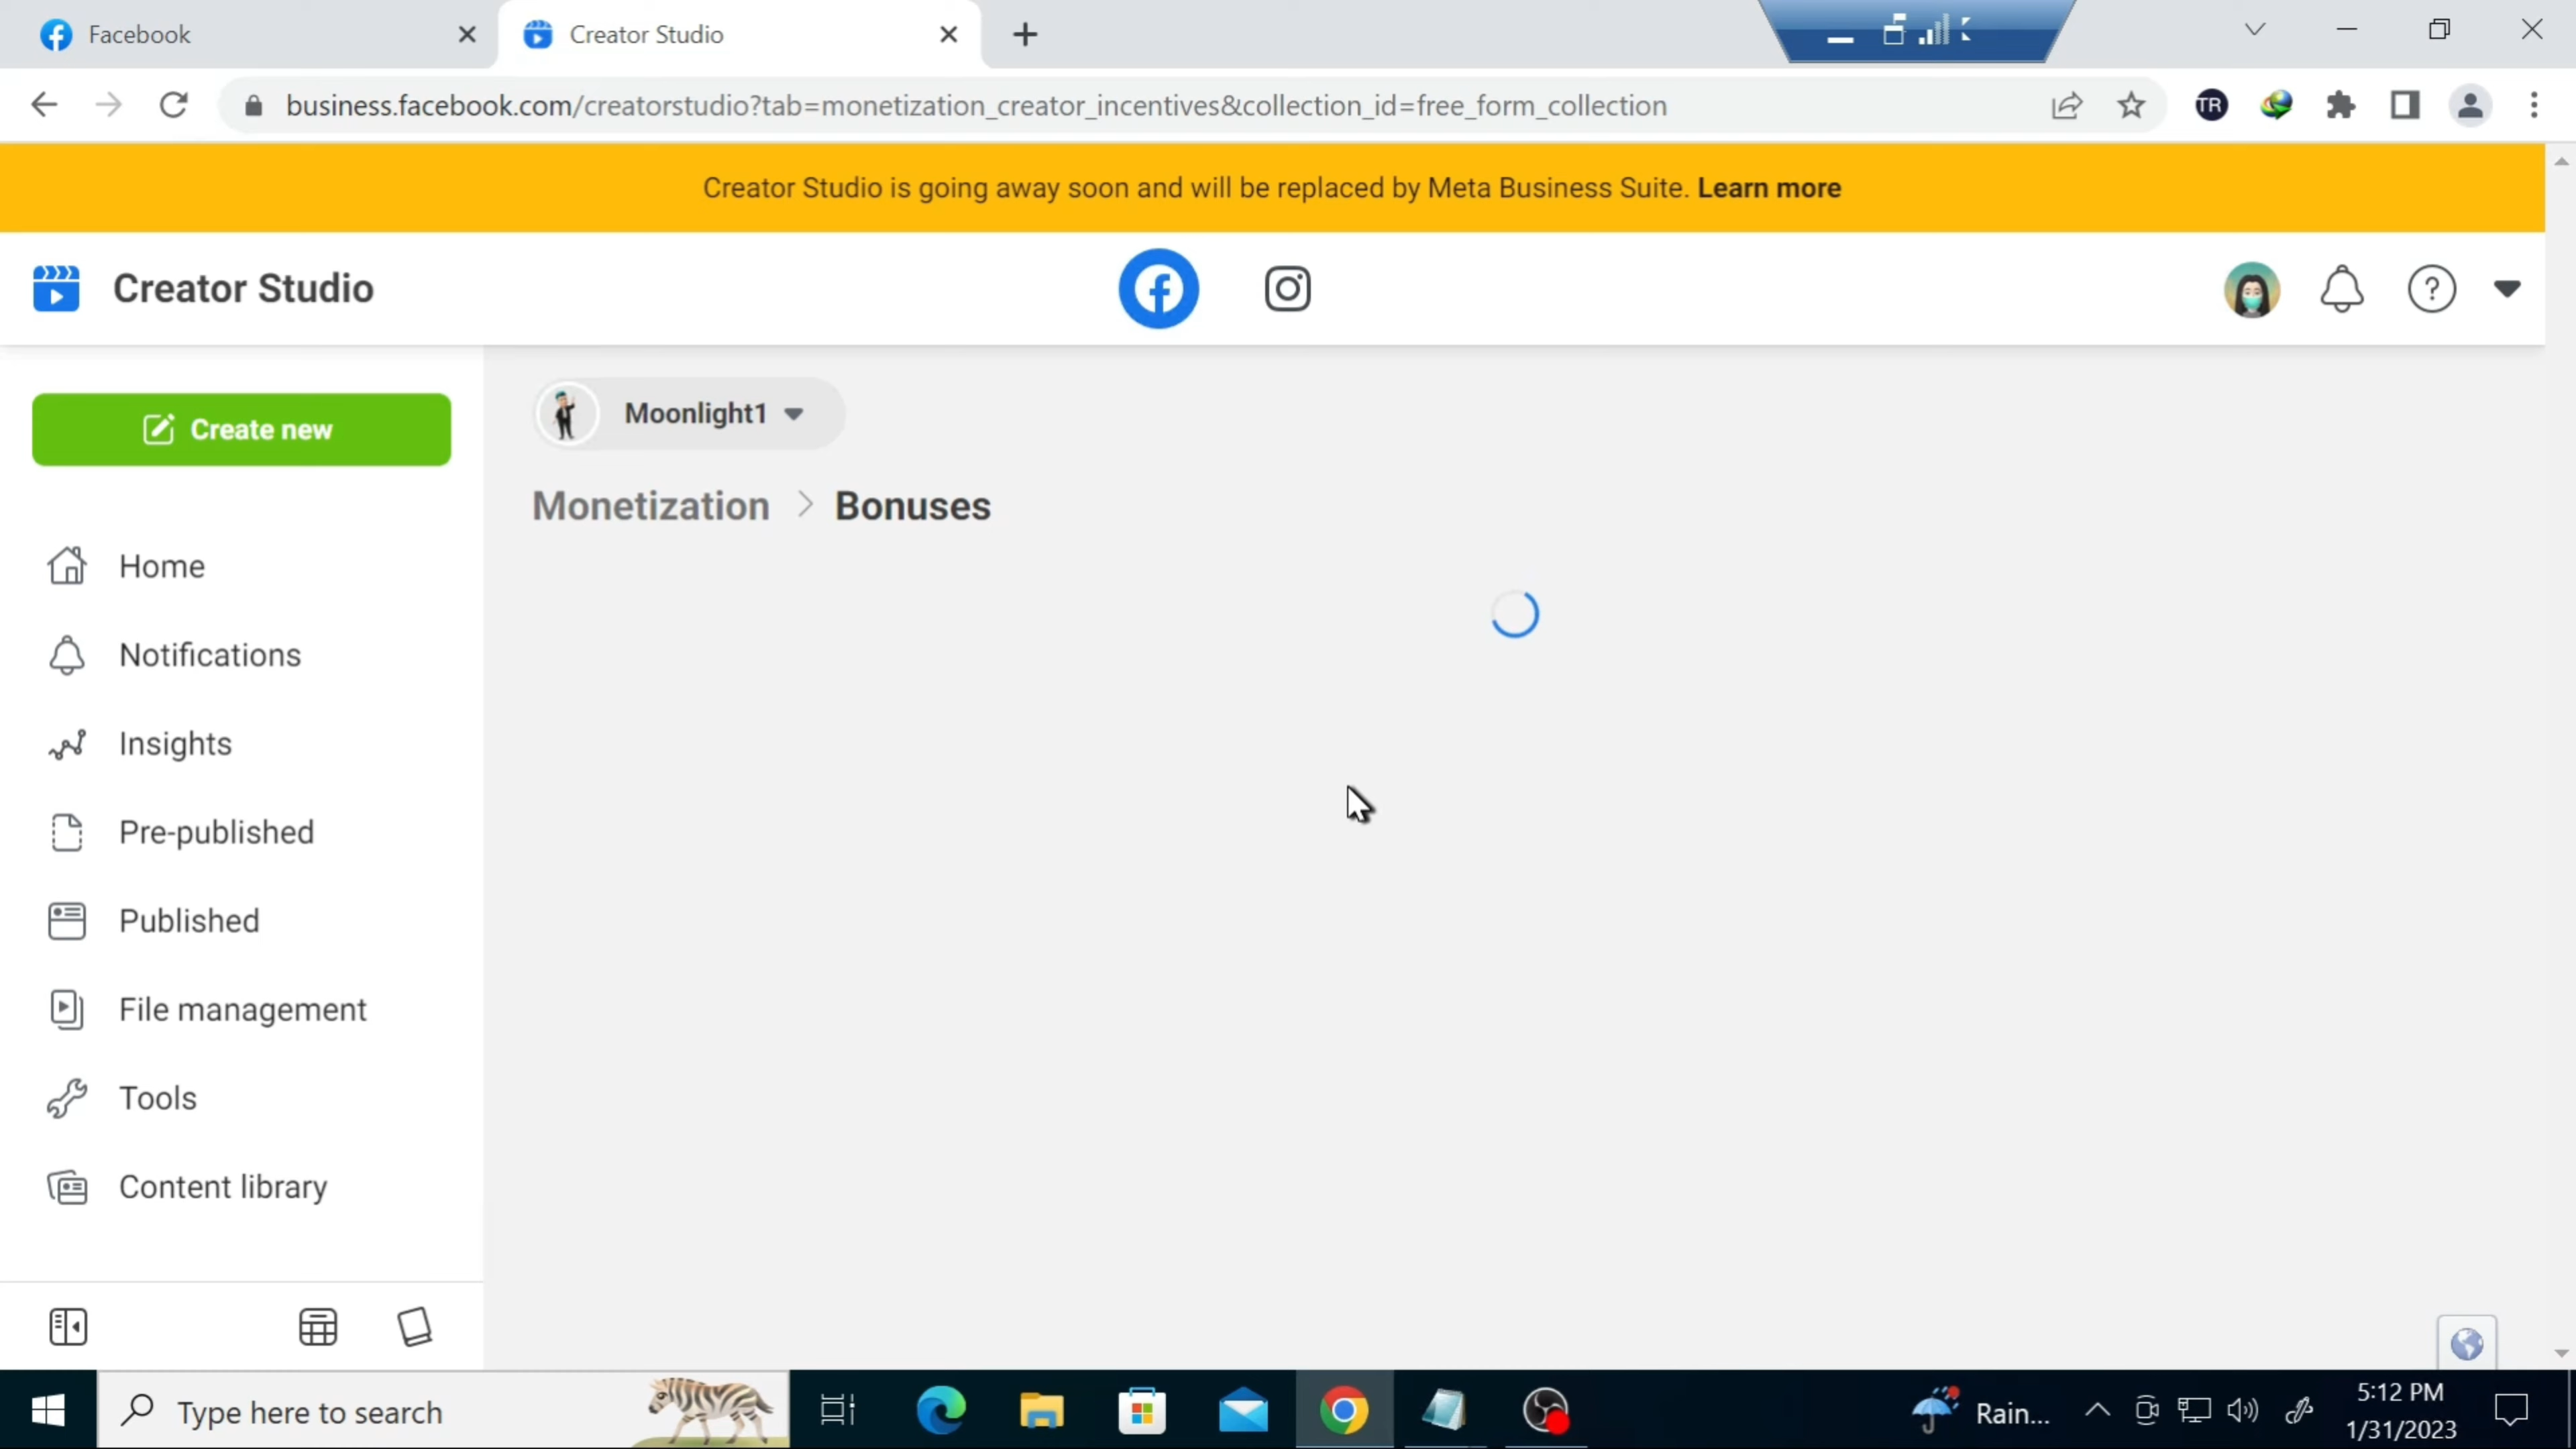 Facebook
Creator Studio
business.facebook.com/creatorstudio?tab=monetization_creator_incentives&collection_id=free_form_collection
TR
Creator Studio is going away soon and will be replaced by Meta Business Suite. Learn more
Creator Studio
Create new
Moonlight1
Monetization > Bonuses
Home
Notifications
Insights
Pre-published
Published
File management
Tools
Content library
Type here to search
Rain...
5:12 PM
1/31/2023